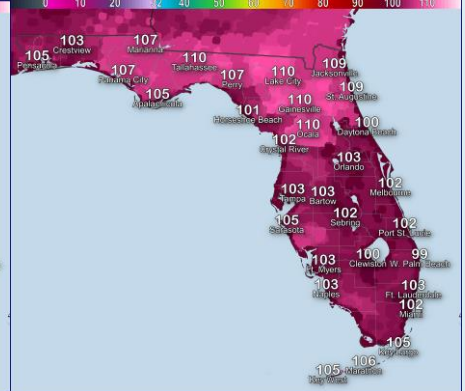 0 10 20 30 40 50 60 70 80 90 100 110
103
Crestview
107
Marianna
105
Pensacola
110
Tallahassee
107
Panama City
107
Perry
110
Lake City
109
Jacksonville
109
St. Augustine
105
Apalachicola
101
Horseshoe Beach
110
Gainesville
110
Ocala
100
Daytona Beach
102
Crystal River
103
Orlando
102
Melbourne
103
Tampa
103
Bartow
102
Sebring
105
Sarasota
102
Port St. Lucie
103
Ft. Myers
100
Clewiston
99
W. Palm Beach
103
Naples
103
Ft. Lauderdale
102
Miami
105
Key Largo
106
Marathon
105
Key West